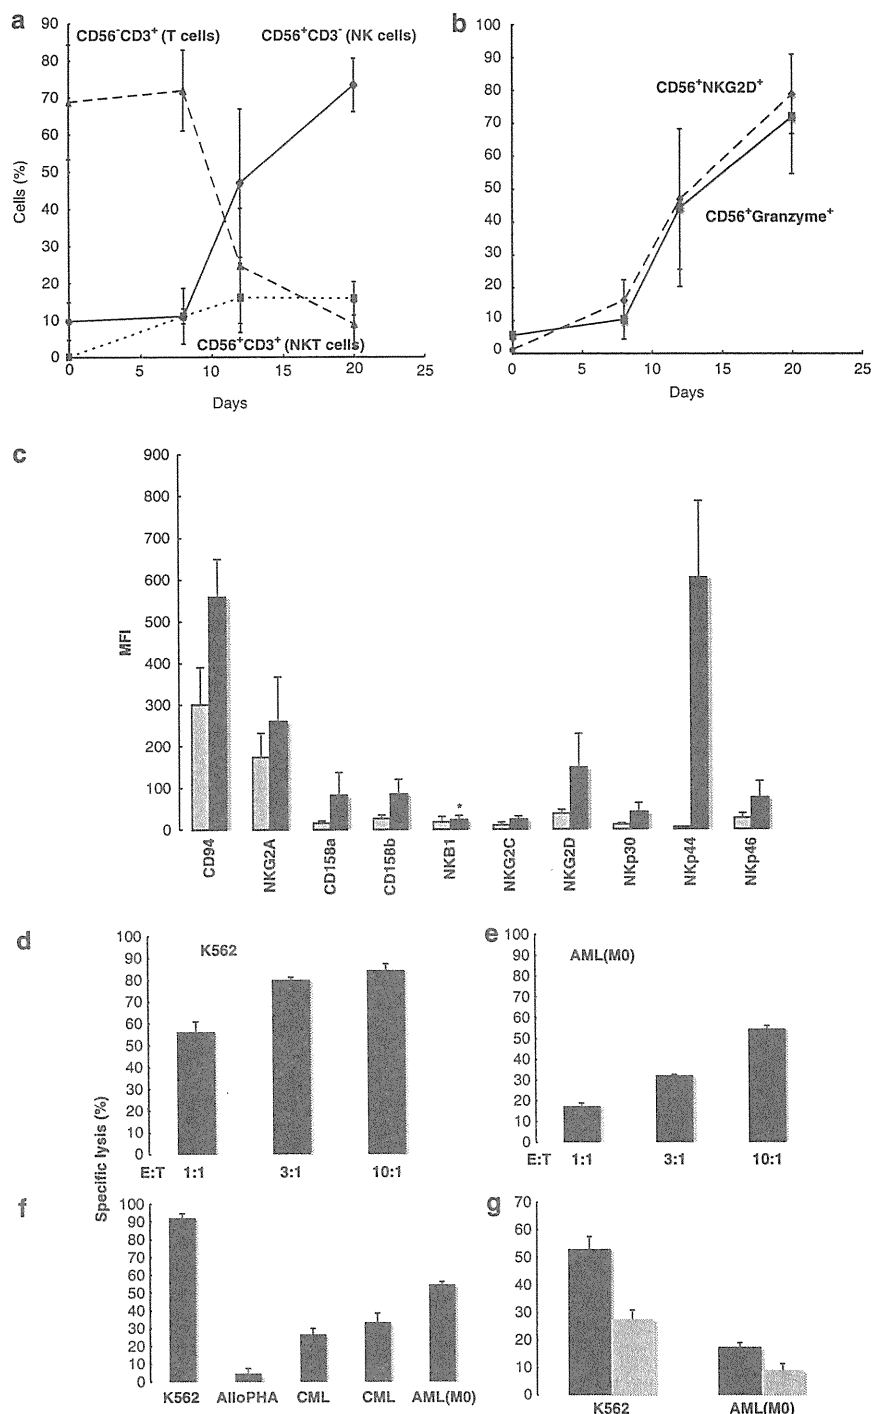 a
CD56⁻CD3⁺ (T cells)
CD56⁺CD3⁻ (NK cells)
Cells (%)
90
80
70
60
50
40
30
20
10
0
CD56⁺CD3⁺ (NKT cells)
0 5 10 15 20 25
Days
b
100
90
80
70
60
50
40
30
20
10
0
CD56⁺NKG2D⁺
CD56⁺Granzyme⁺
0 5 10 15 20 25
Days
c
MFI
900
800
700
600
500
400
300
200
100
0
*
CD94
NKG2A
CD158a
CD158b
NKB1
NKG2C
NKG2D
NKp30
NKp44
NKp46
Specific lysis (%)
d
K562
100
90
80
70
60
50
40
30
20
10
0
E:T 1:1 3:1 10:1
e
AML(M0)
100
90
80
70
60
50
40
30
20
10
0
E:T 1:1 3:1 10:1
f
100
90
80
70
60
50
40
30
20
10
0
K562 AlloPHA CML CML AML(M0)
g
70
60
50
40
30
20
10
0
K562 AML(M0)